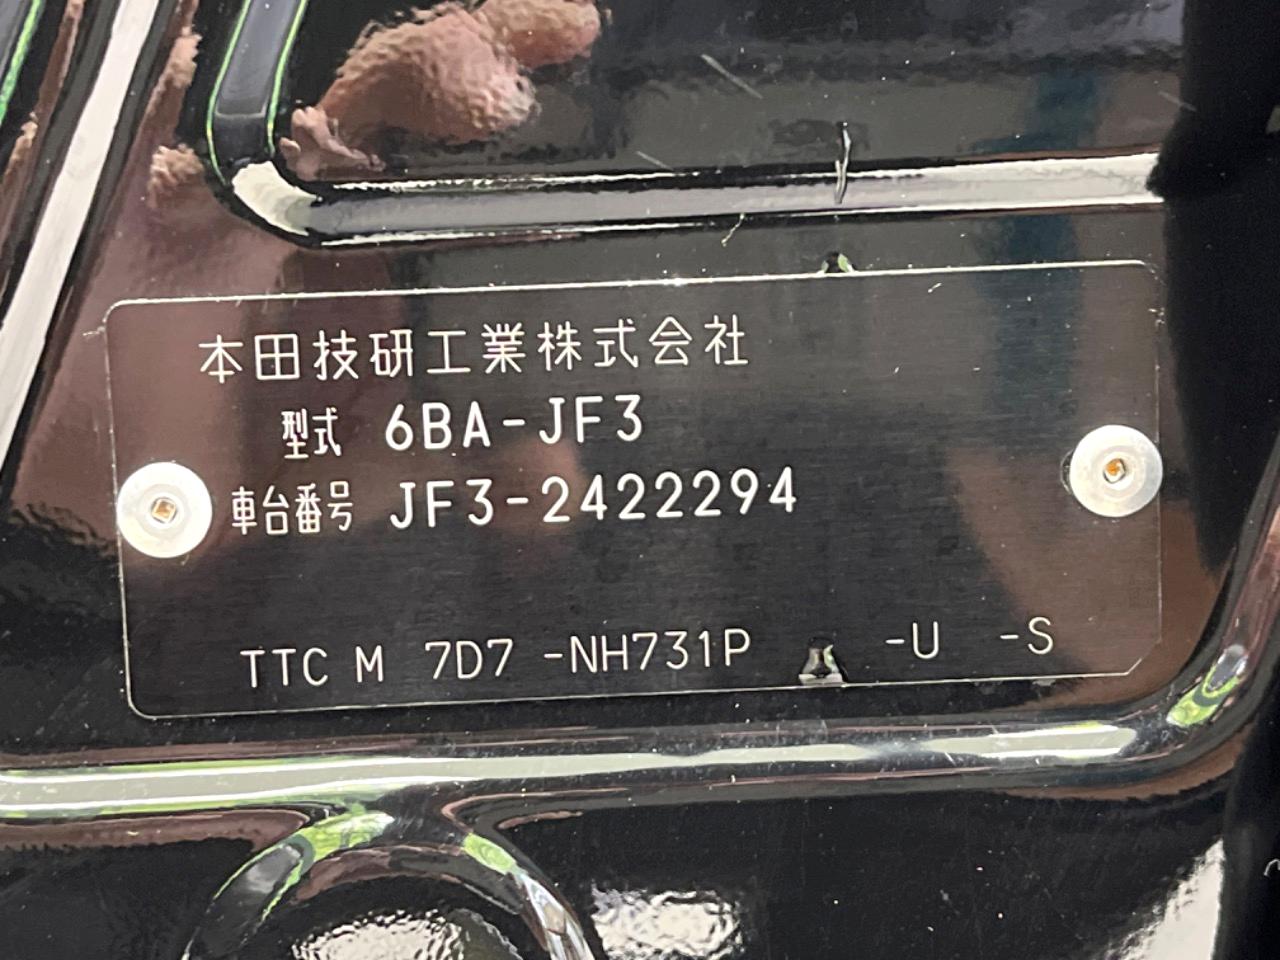 本田技研工業株式会社
型式 6BA-JF3
車台番号 JF3-2422294
TTC M 7D7 -NH731P -U -S